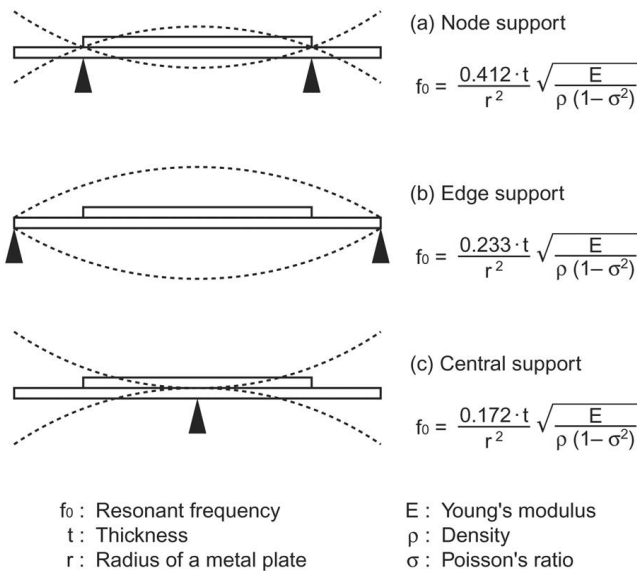 (a) Node support
f₀ = 0.412·t / r² √ E / ρ (1– σ²)
(b) Edge support
f₀ = 0.233·t / r² √ E / ρ (1– σ²)
(c) Central support
f₀ = 0.172·t / r² √ E / ρ (1– σ²)
f₀ : Resonant frequency
t : Thickness
r : Radius of a metal plate
E : Young's modulus
ρ : Density
σ : Poisson's ratio